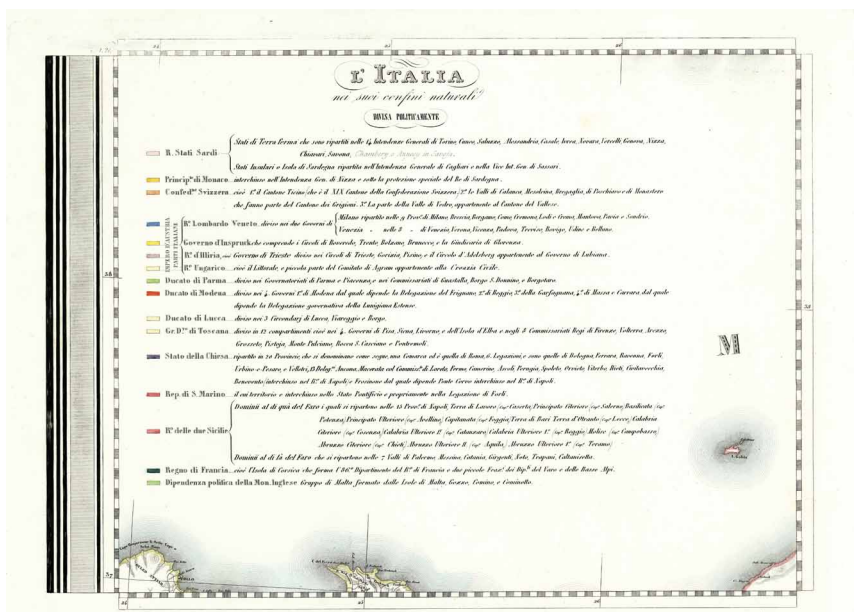 L'ITALIA
nei suoi confini naturali
DIVISA POLITICAMENTE
R. Stati Sardi
Stati di Terra ferma che sono ripartiti nelle 14 Intendenze Generali di Torino, Cuneo, Saluzzo, Alessandria, Casale, Ivrea, Novara, Vercelli, Genova, Nizza,
Chiavari, Savona, Chambery e Annecy in Savoja.
Stati Insulari o Isola di Sardegna ripartita nell'Intendenza Generale di Cagliari e nella Vice Int. Gen. di Sassari.
Princip.to di Monaco interchiuso nell'Intendenza Gen. di Nizza e sotto la protezione speciale del Re di Sardegna.
Confed.ne Svizzera cioè 1.° il Cantone Ticino che è il XIX Cantone della Confederazione Svizzera 2.° le Valli di Calanca, Mesolcina, Bregaglia, di Poschiavo e di Monastero
che fanno parte del Cantone dei Grigioni. 3.° La parte della Valle di Vedro, appartenente al Cantone del Vallese.
IMPERO D'AUSTRIA
PARTI ITALIANE
R.no Lombardo Veneto diviso nei due Governi di
Milano ripartito nelle 9 Prov.e di Milano, Brescia, Bergamo, Como, Cremona, Lodi e Crema, Mantova, Pavia e Sondrio.
Venezia " nelle 8 " di Venezia, Verona, Vicenza, Padova, Treviso, Rovigo, Udine e Belluno.
Governo d'Inspruck che comprende i Circoli di Roveredo, Trento, Bolzano, Brunecco, e la Giudicaria di Glorenza.
R.no d'Illiria, cioè Governo di Trieste diviso nei Circoli di Trieste, Gorizia, Pisino, e il Circolo d'Adelsberg appartenente al Governo di Lubiana.
R.no Ungarico cioè il Littorale, e piccola parte del Comitato di Agram appartenente alla Croazia Civile.
Ducato di Parma diviso nei Governatoriati di Parma e Piacenza, e nei Commissariati di Guastalla, Borgo S. Donnino, e Borgotaro.
Ducato di Modena diviso nei 4 Governi 1.° di Modena dal quale dipende la Delegazione del Frignano, 2.° di Reggio, 3.° della Garfagnana, 4.° di Massa e Carrara, dal quale
dipende la Delegazione governativa della Lunigiana Estense.
Ducato di Lucca diviso nei 3 Circondarj di Lucca, Viareggio e Borgo.
Gr. D.to di Toscana diviso in 12 compartimenti cioè nei 4 Governi di Pisa, Siena, Livorno, e dell'Isola d'Elba e negli 8 Commissariati Regi di Firenze, Volterra, Arezzo,
Grosseto, Pistoja, Monte Pulciano, Rocca S. Casciano e Pontremoli.
Stato della Chiesa ripartito in 20 Provincie, che si denominano come segue, una Comarca ed è quella di Roma, 6 Legazioni, e sono quelle di Bologna, Ferrara, Ravenna, Forlì,
Urbino e Pesaro, e Velletri, 13 Deleg.ni Ancona, Macerata col Commiss.to di Loreto, Fermo, Camerino, Ascoli, Perugia, Spoleto, Orvieto, Viterbo, Rieti, Civitavecchia,
Benevento interchiuso nel R.no di Napoli e Frosinone dal quale dipende Ponte Corvo interchiuso nel R.no di Napoli.
Rep. di S. Marino il cui territorio è interchiuso nello Stato Pontificio e propriamente nella Legazione di Forlì.
R.no delle due Sicilie
Dominj al di quà del Faro i quali si ripartono nelle 15 Prov.e di Napoli, Terra di Lavoro Caserta, Principato Citeriore Salerno, Basilicata
Potenza, Principato Ulteriore Avellino, Capitanata Foggia, Terra di Bari, Terra d'Otranto Lecce, Calabria
Citeriore Cosenza, Calabria Ulteriore 2.a Catanzaro, Calabria Ulteriore 1.a Reggio, Molise Campobasso,
Abruzzo Citeriore Chieti, Abruzzo Ulteriore 2.° Aquila, Abruzzo Ulteriore 1.° Teramo
Dominj al di là del Faro che si ripartono nelle 7 Valli di Palermo, Messina, Catania, Girgenti, Noto, Trapani, Caltanisetta.
Regno di Francia cioè l'Isola di Corsica che forma l'86.° Dipartimento del R.no di Francia e due piccole Fraz.i dei Dip.ti del Varo e delle Basse Alpi.
Dipendenza politica della Mon. Inglese Gruppo di Malta, formato dalle Isole di Malta, Gozzo, Comino, e Cominotto.
M
38
37